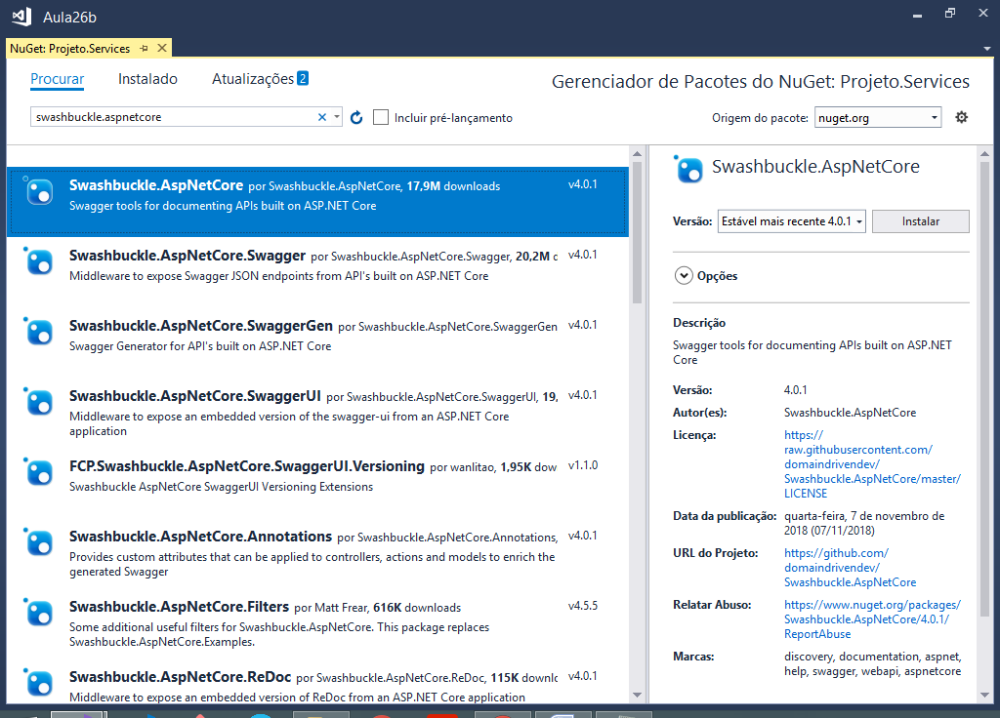 Aula26b
NuGet: Projeto.Services
Procurar Instalado Atualizações 2
Gerenciador de Pacotes do NuGet: Projeto.Services
swashbuckle.aspnetcore
Incluir pré-lançamento
Origem do pacote: nuget.org
Swashbuckle.AspNetCore por Swashbuckle.AspNetCore, 17,9M downloads v4.0.1
Swagger tools for documenting APIs built on ASP.NET Core
Swashbuckle.AspNetCore.Swagger por Swashbuckle.AspNetCore.Swagger, 20,2M d v4.0.1
Middleware to expose Swagger JSON endpoints from API's built on ASP.NET Core
Swashbuckle.AspNetCore.SwaggerGen por Swashbuckle.AspNetCore.SwaggerGen v4.0.1
Swagger Generator for API's built on ASP.NET Core
Swashbuckle.AspNetCore.SwaggerUI por Swashbuckle.AspNetCore.SwaggerUI, 19, v4.0.1
Middleware to expose an embedded version of the swagger-ui from an ASP.NET Core
application
FCP.Swashbuckle.AspNetCore.SwaggerUI.Versioning por wanlitao, 1,95K dow v1.1.0
Swashbuckle AspNetCore SwaggerUI Versioning Extensions
Swashbuckle.AspNetCore.Annotations por Swashbuckle.AspNetCore.Annotations, v4.0.1
Provides custom attributes that can be applied to controllers, actions and models to enrich the
generated Swagger
Swashbuckle.AspNetCore.Filters por Matt Frear, 616K downloads v4.5.5
Some additional useful filters for Swashbuckle.AspNetCore. This package replaces
Swashbuckle.AspNetCore.Examples.
Swashbuckle.AspNetCore.ReDoc por Swashbuckle.AspNetCore.ReDoc, 115K downlc v4.0.1
Middleware to expose an embedded version of ReDoc from an ASP.NET Core application
Swashbuckle.AspNetCore
Versão: Estável mais recente 4.0.1 Instalar
Opções
Descrição
Swagger tools for documenting APIs built on ASP.NET
Core
Versão: 4.0.1
Autor(es): Swashbuckle.AspNetCore
Licença: https://
raw.githubusercontent.com/
domaindrivendev/
Swashbuckle.AspNetCore/master/
LICENSE
Data da publicação: quarta-feira, 7 de novembro de
2018 (07/11/2018)
URL do Projeto: https://github.com/
domaindrivendev/
Swashbuckle.AspNetCore
Relatar Abuso: https://www.nuget.org/packages/
Swashbuckle.AspNetCore/4.0.1/
ReportAbuse
Marcas: discovery, documentation, aspnet,
help, swagger, webapi, aspnetcore